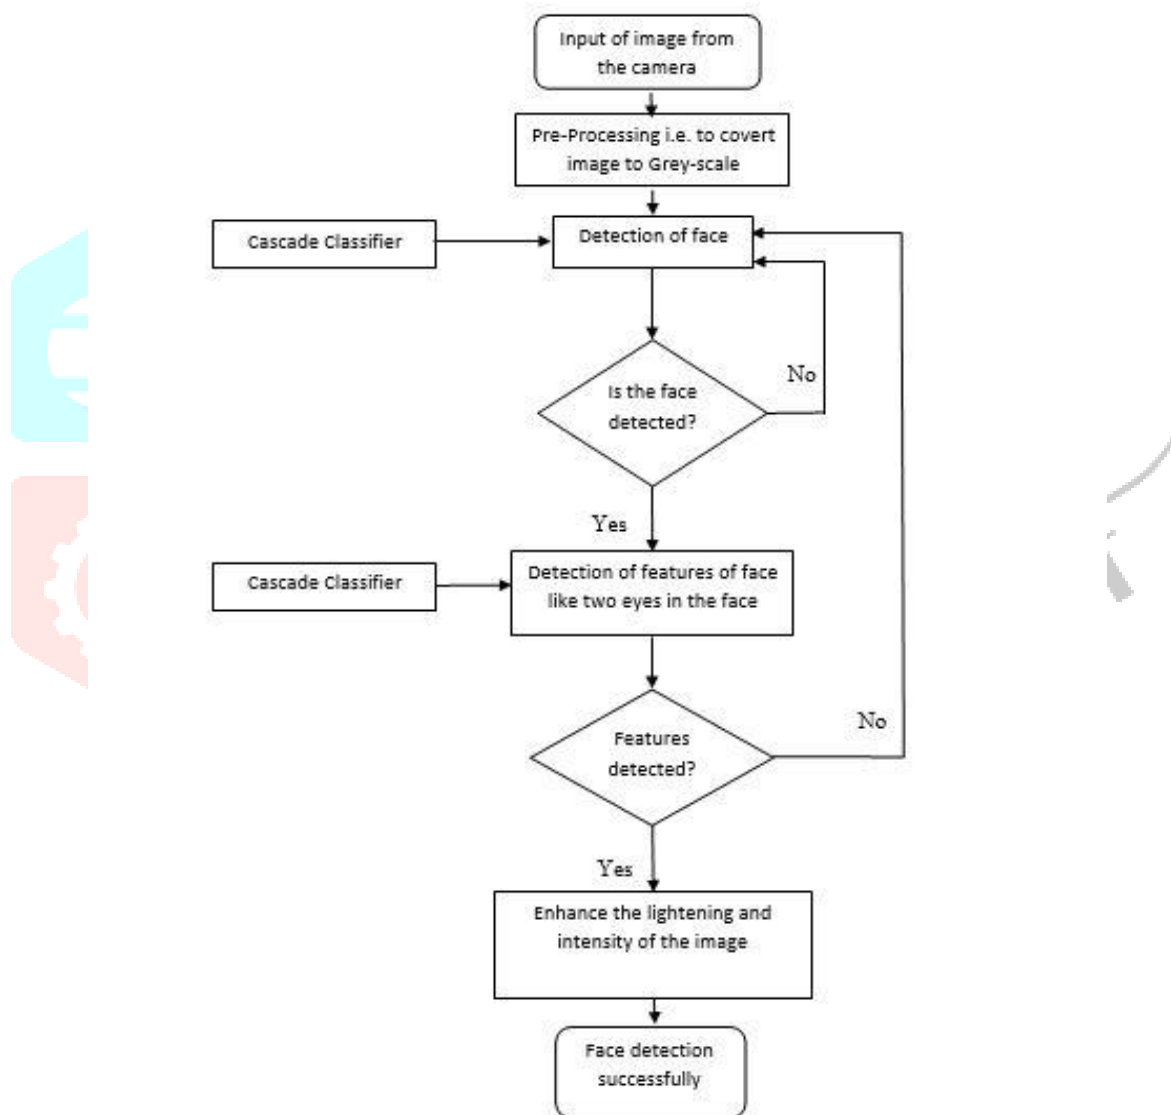 Input of image from
the camera
Pre-Processing i.e. to covert
image to Grey-scale
Cascade Classifier
Detection of face
Is the face
detected?
No
Yes
Cascade Classifier
Detection of features of face
like two eyes in the face
Features
detected?
No
Yes
Enhance the lightening and
intensity of the image
Face detection
successfully